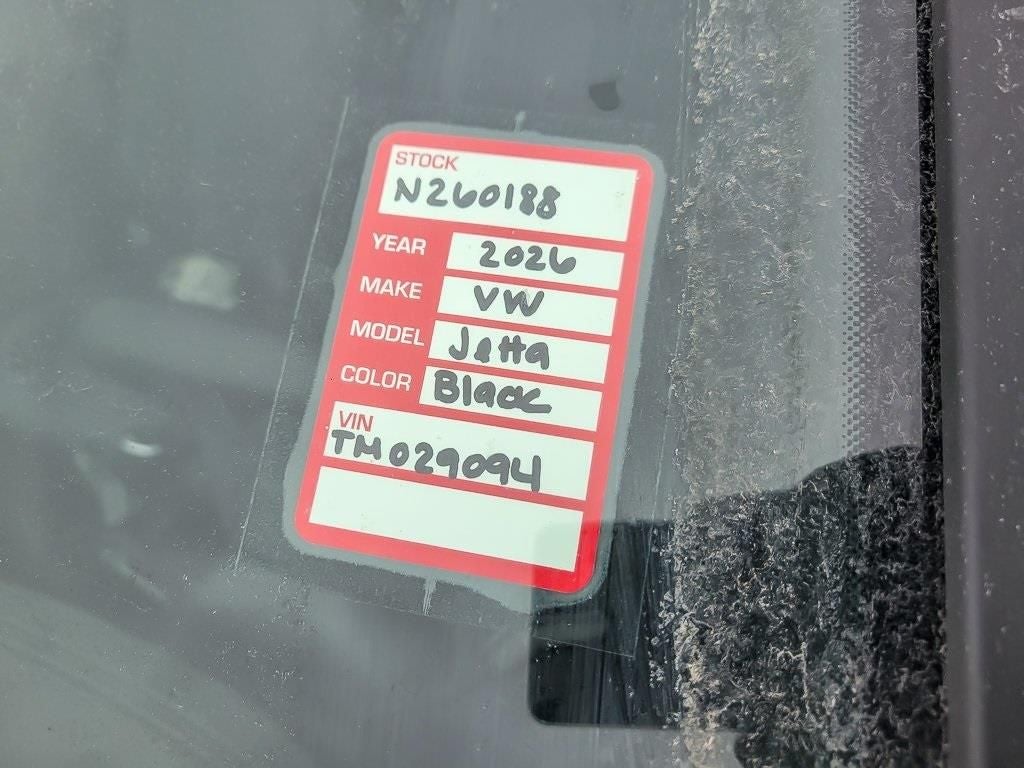 STOCK
N260188
YEAR 2026
MAKE VW
MODEL Jetta
COLOR Black
VIN
TM029094